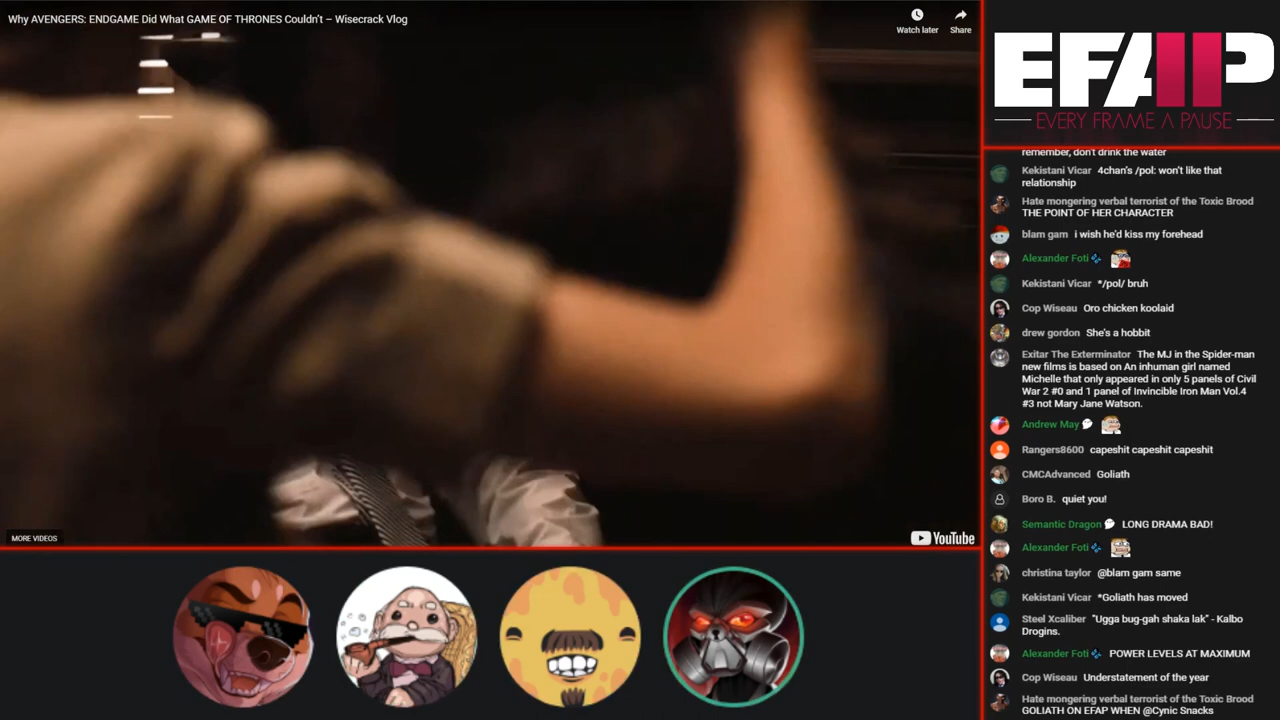 Why AVENGERS: ENDGAME Did What GAME OF THRONES Couldn't – Wisecrack Vlog
Watch later
Share
MORE VIDEOS
YouTube
EFAP
EVERY FRAME A PAUSE
remember, don't drink the water
Kekistani Vicar 4chan's /pol: won't like that
relationship
Hate mongering verbal terrorist of the Toxic Brood
THE POINT OF HER CHARACTER
blam gam i wish he'd kiss my forehead
Alexander Foti
Kekistani Vicar */pol/ bruh
Cop Wiseau Oro chicken koolaid
drew gordon She's a hobbit
Exitar The Exterminator The MJ in the Spider-man
new films is based on An inhuman girl named
Michelle that only appeared in only 5 panels of Civil
War 2 #0 and 1 panel of Invincible Iron Man Vol.4
#3 not Mary Jane Watson.
Andrew May
Rangers8600 capeshit capeshit capeshit
CMCAdvanced Goliath
Boro B. quiet you!
Semantic Dragon LONG DRAMA BAD!
Alexander Foti
christina taylor @blam gam same
Kekistani Vicar *Goliath has moved
Steel Xcaliber "Ugga bug-gah shaka lak" - Kalbo
Drogins.
Alexander Foti POWER LEVELS AT MAXIMUM
Cop Wiseau Understatement of the year
Hate mongering verbal terrorist of the Toxic Brood
GOLIATH ON EFAP WHEN @Cynic Snacks